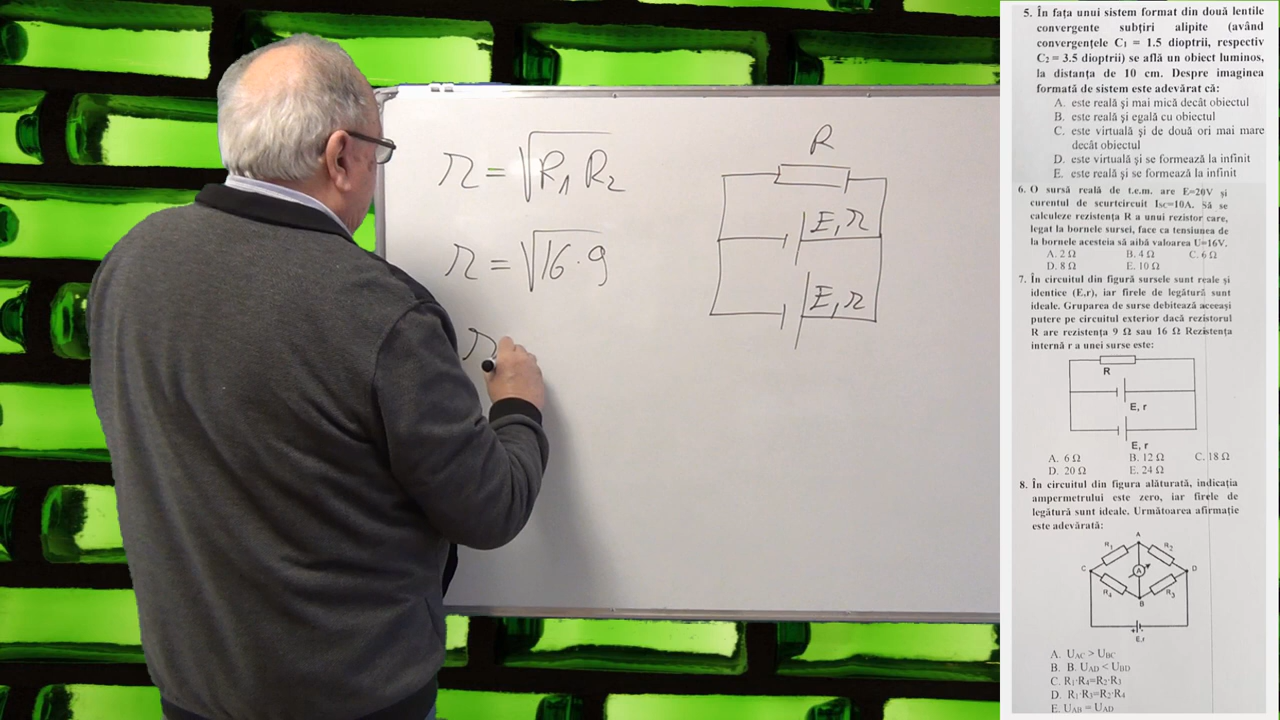 r = √R1 R2
r = √16·9
r
R
E, r
E, r
5. În fața unui sistem format din două lentile
convergente subțiri alipite (având
convergențele C1 = 1.5 dioptrii, respectiv
C2 = 3.5 dioptrii) se află un obiect luminos,
la distanța de 10 cm. Despre imaginea
formată de sistem este adevărat că:
A. este reală și mai mică decât obiectul
B. este reală și egală cu obiectul
C. este virtuală și de două ori mai mare
decât obiectul
D. este virtuală și se formează la infinit
E. este reală și se formează la infinit
6. O sursă reală de t.e.m. are E=20V și
curentul de scurtcircuit Isc=10A. Să se
calculeze rezistența R a unui rezistor care,
legat la bornele sursei, face ca tensiunea de
la bornele acesteia să aibă valoarea U=16V.
A. 2 Ω B. 4 Ω C. 6 Ω
D. 8 Ω E. 10 Ω
7. În circuitul din figură sursele sunt reale și
identice (E,r), iar firele de legătură sunt
ideale. Gruparea de surse debitează aceeași
putere pe circuitul exterior dacă rezistorul
R are rezistența 9 Ω sau 16 Ω Rezistența
internă r a unei surse este:
R
E, r
E, r
A. 6 Ω B. 12 Ω C. 18 Ω
D. 20 Ω E. 24 Ω
8. În circuitul din figura alăturată, indicația
ampermetrului este zero, iar firele de
legătură sunt ideale. Următoarea afirmație
este adevărată:
A
R1 R2
C A D
R4 R3
B
E,r
A. UAC > UBC
B. B. UAD < UBD
C. R1·R4=R2·R3
D. R1·R3=R2·R4
E. UAB = UAD